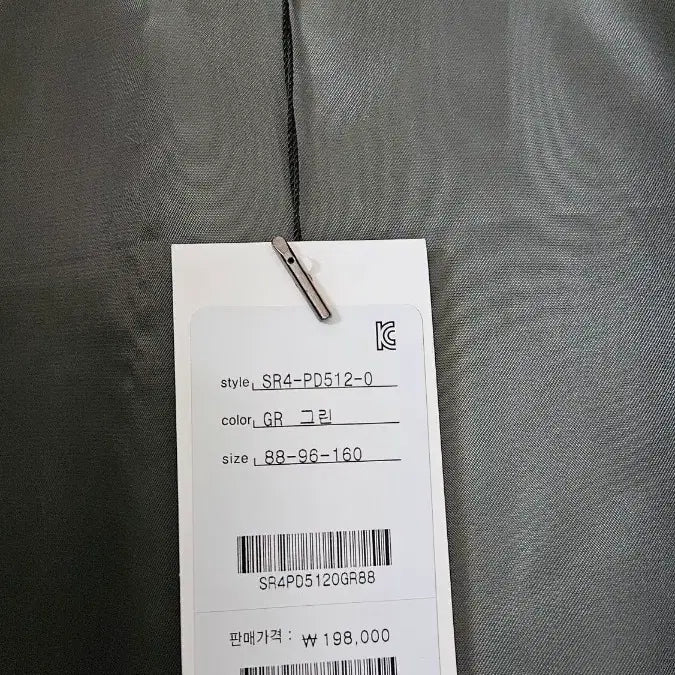 KC
style SR4-PD512-0
color GR 그린
size 88-96-160
SR4PD5120GR88
판매가격 : ₩198,000